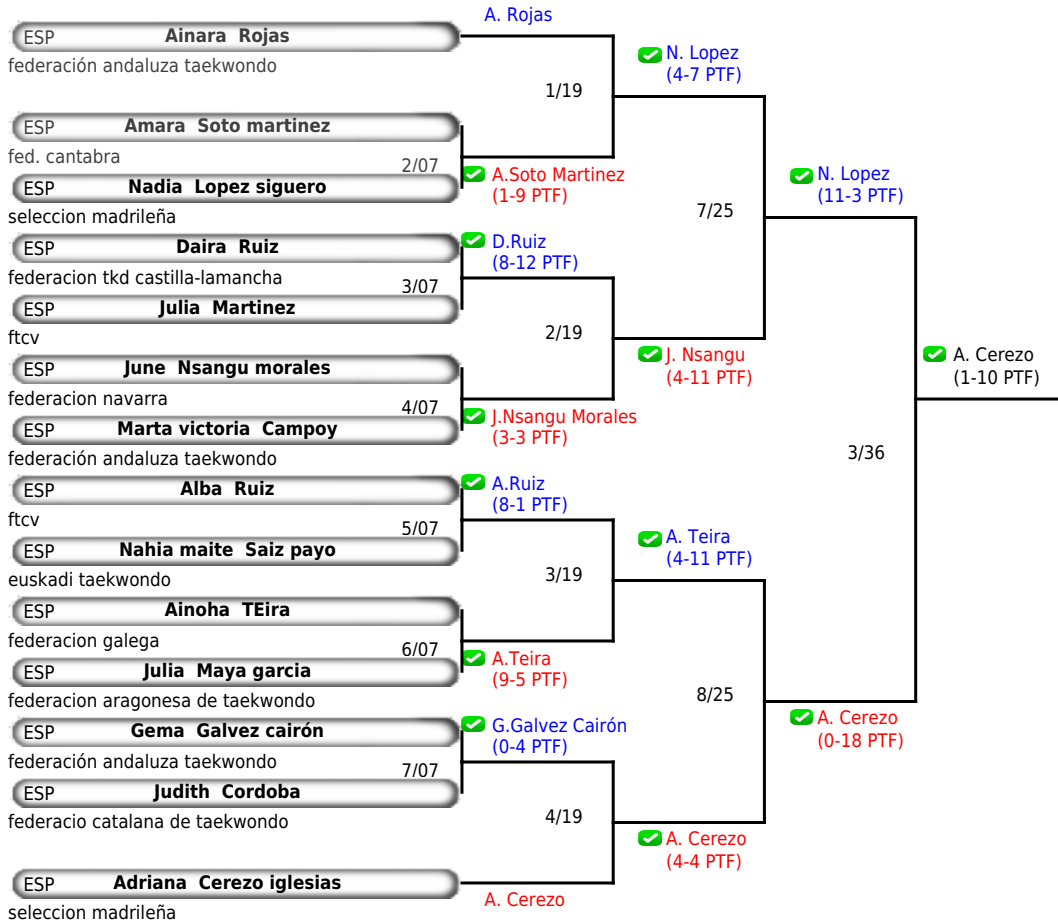 A. Rojas
ESP Ainara Rojas
federación andaluza taekwondo
N. Lopez
(4-7 PTF)
1/19
ESP Amara Soto martinez
fed. cantabra
2/07
A.Soto Martinez
(1-9 PTF)
ESP Nadia Lopez siguero
seleccion madrileña
N. Lopez
(11-3 PTF)
7/25
ESP Daira Ruiz
D.Ruiz
(8-12 PTF)
federacion tkd castilla-lamancha
3/07
ESP Julia Martinez
ftcv
2/19
J. Nsangu
(4-11 PTF)
A. Cerezo
(1-10 PTF)
ESP June Nsangu morales
federacion navarra
4/07
J.Nsangu Morales
(3-3 PTF)
ESP Marta victoria Campoy
federación andaluza taekwondo
3/36
ESP Alba Ruiz
A.Ruiz
(8-1 PTF)
ftcv
5/07
ESP Nahia maite Saiz payo
euskadi taekwondo
A. Teira
(4-11 PTF)
3/19
ESP Ainoha TEira
federacion galega
6/07
A.Teira
(9-5 PTF)
ESP Julia Maya garcia
federacion aragonesa de taekwondo
8/25
A. Cerezo
(0-18 PTF)
ESP Gema Galvez cairón
G.Galvez Cairón
(0-4 PTF)
federación andaluza taekwondo
7/07
ESP Judith Cordoba
federacio catalana de taekwondo
4/19
A. Cerezo
(4-4 PTF)
ESP Adriana Cerezo iglesias
A. Cerezo
seleccion madrileña